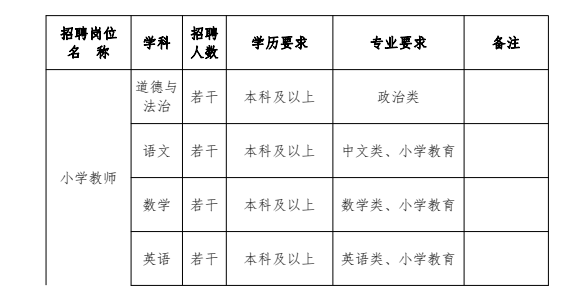 招聘岗位名　称 学科 招聘人数 学历要求 专业要求 备注
小学教师 道德与法治 若干 本科及以上 政治类
语文 若干 本科及以上 中文类、小学教育
数学 若干 本科及以上 数学类、小学教育
英语 若干 本科及以上 英语类、小学教育